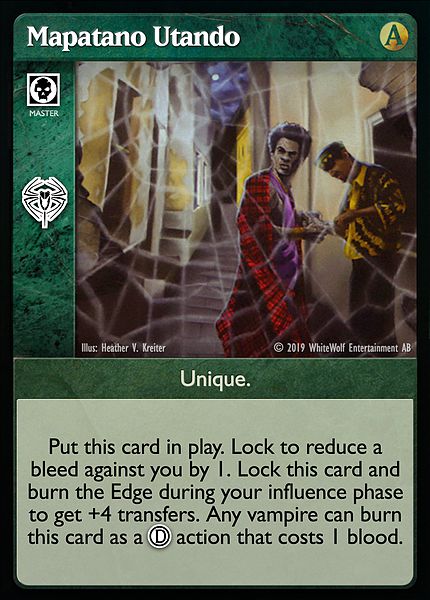 Mapatano Utando
A
MASTER
Illus: Heather V. Kreiter
© 2019 WhiteWolf Entertainment AB
Unique.
Put this card in play. Lock to reduce a
bleed against you by 1. Lock this card and
burn the Edge during your influence phase
to get +4 transfers. Any vampire can burn
this card as a D action that costs 1 blood.